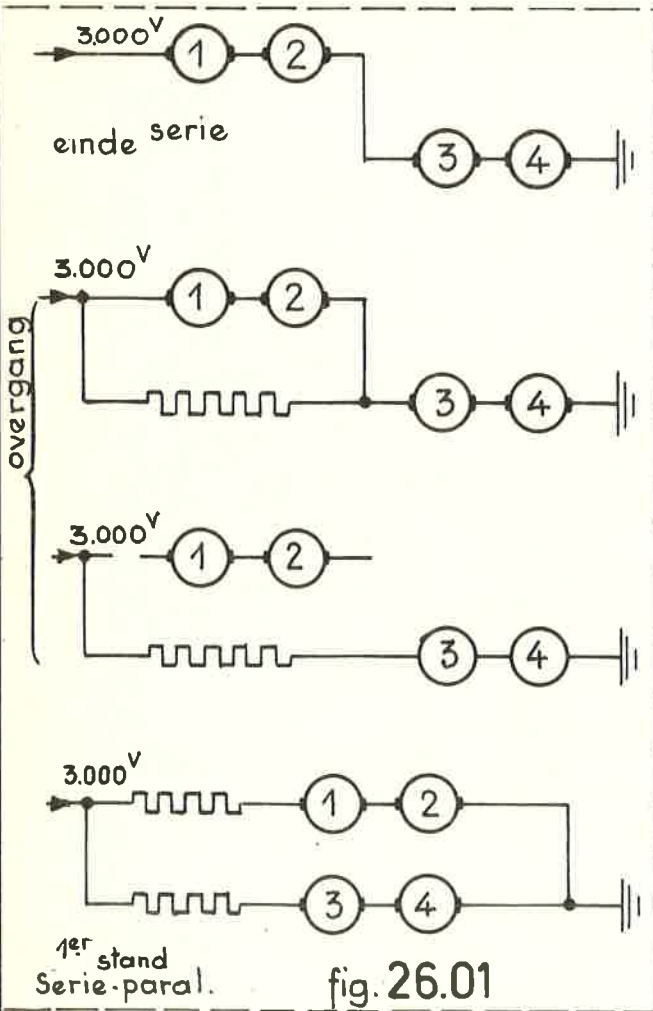 3.000V
1 2
einde serie
3 4
3.000V
1 2
overgang
3 4
3.000V
1 2
3 4
3.000V
1 2
3 4
1er stand
Serie-paral.
fig. 26.01